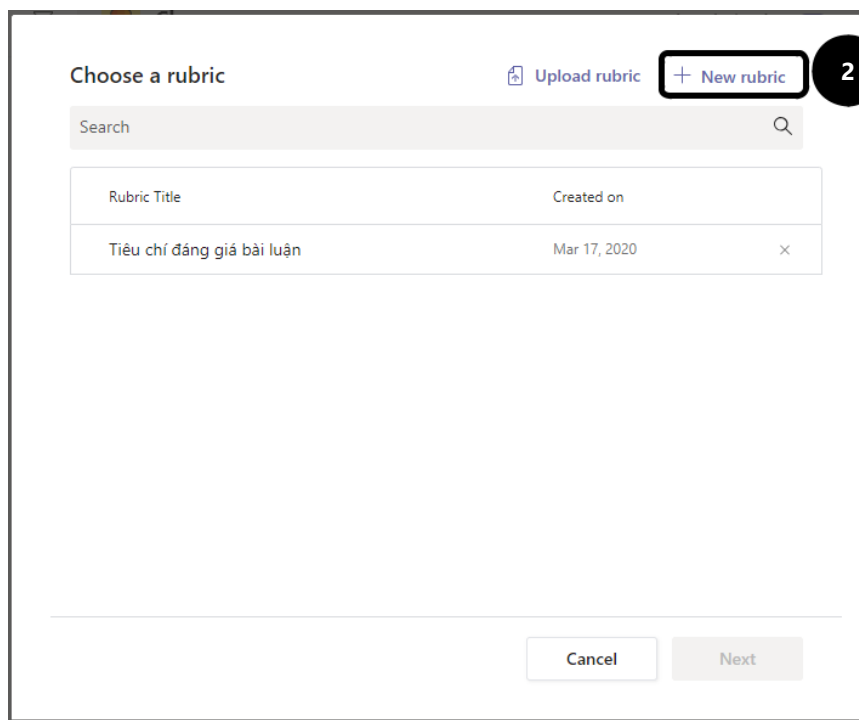 Choose a rubric
Upload rubric
New rubric
2
Search
Rubric Title
Created on
Tiêu chí đáng giá bài luận
Mar 17, 2020
Cancel
Next